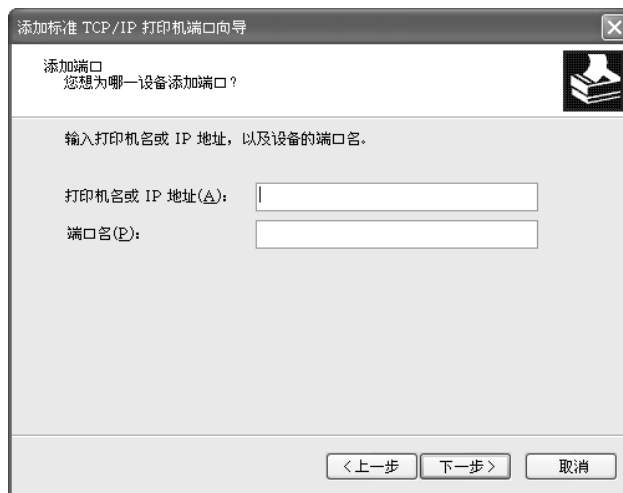 添加标准 TCP/IP 打印机端口向导
添加端口
您想为哪一设备添加端口?
输入打印机名或 IP 地址，以及设备的端口名。
打印机名或 IP 地址(A):
端口名(P):
<上一步 下一步> 取消